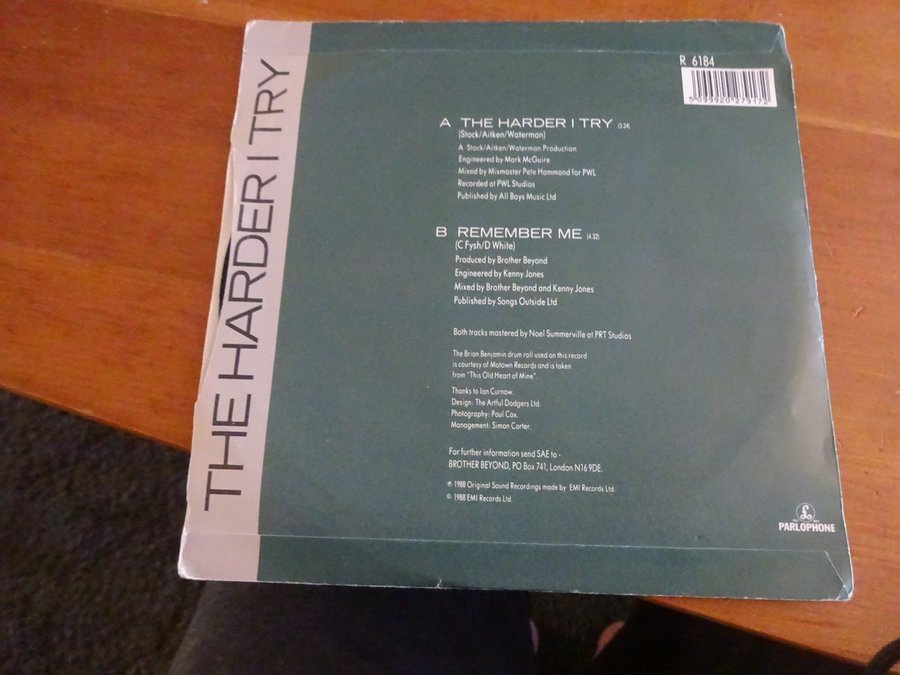 THE HARDER I TRY
R 6184
5 099920 279172
A THE HARDER I TRY (3.24)
(Stock/Aitken/Waterman)
A Stock/Aitken/Waterman Production
Engineered by Mark McGuire
Mixed by Mixmaster Pete Hammond for PWL
Recorded at PWL Studios
Published by All Boys Music Ltd
B REMEMBER ME (4.32)
(C Fysh/D White)
Produced by Brother Beyond
Engineered by Kenny Jones
Mixed by Brother Beyond and Kenny Jones
Published by Songs Outside Ltd
Both tracks mastered by Noel Summerville at PRT Studios
The Brian Benjamin drum roll used on this record
is courtesy of Motown Records and is taken
from "This Old Heart of Mine".
Thanks to Ian Curnow.
Design: The Artful Dodgers Ltd.
Photography: Paul Cox.
Management: Simon Carter.
For further information send SAE to -
BROTHER BEYOND, PO Box 741, London N16 9DE.
℗ 1988 Original Sound Recordings made by EMI Records Ltd.
© 1988 EMI Records Ltd.
PARLOPHONE